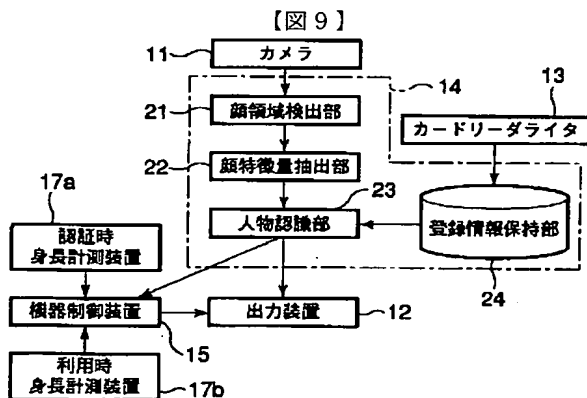 【図9】
11
カメラ
14
21
顔領域検出部
13
カードリーダライタ
22
顔特徴量抽出部
17a
23
人物認識部
登録情報保持部
24
認証時
身長計測装置
機器制御装置
15
出力装置
12
利用時
身長計測装置
17b